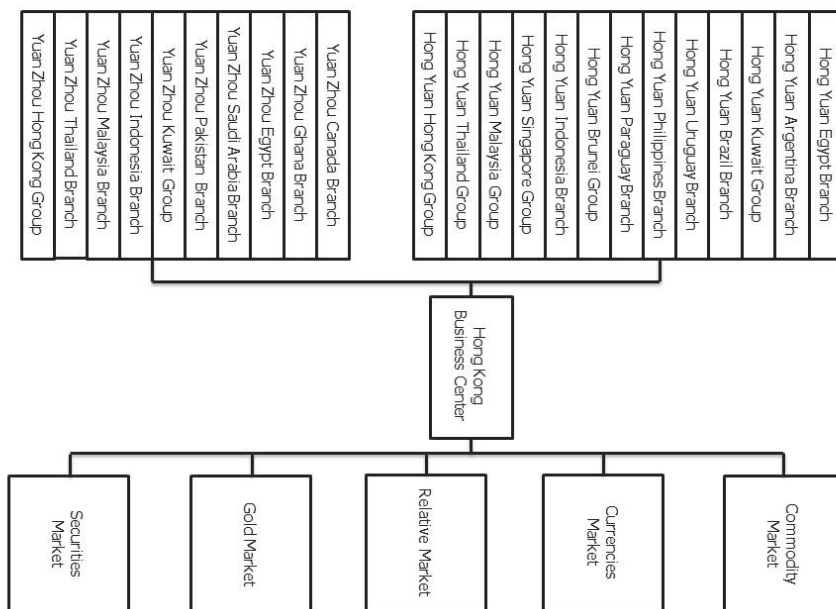 Hong Yuan Egypt Branch
Hong Yuan Argentina Branch
Hong Yuan Kuwait Group
Hong Yuan Brazil Branch
Hong Yuan Uruguay Branch
Hong Yuan Philippines Branch
Hong Yuan Paraguay Branch
Hong Yuan Brunei Group
Hong Yuan Indonesia Branch
Hong Yuan Singapore Group
Hong Yuan Malaysia Group
Hong Yuan Thailand Group
Hong Yuan Hong Kong Group
Yuan Zhou Canada Branch
Yuan Zhou Ghana Branch
Yuan Zhou Egypt Branch
Yuan Zhou Saudi Arabia Branch
Yuan Zhou Pakistan Branch
Yuan Zhou Kuwait Group
Yuan Zhou Indonesia Branch
Yuan Zhou Malaysia Branch
Yuan Zhou Thailand Branch
Yuan Zhou Hong Kong Group
Hong Kong
Business Center
Commodity
Market
Currencies
Market
Relative Market
Gold Market
Securities
Market